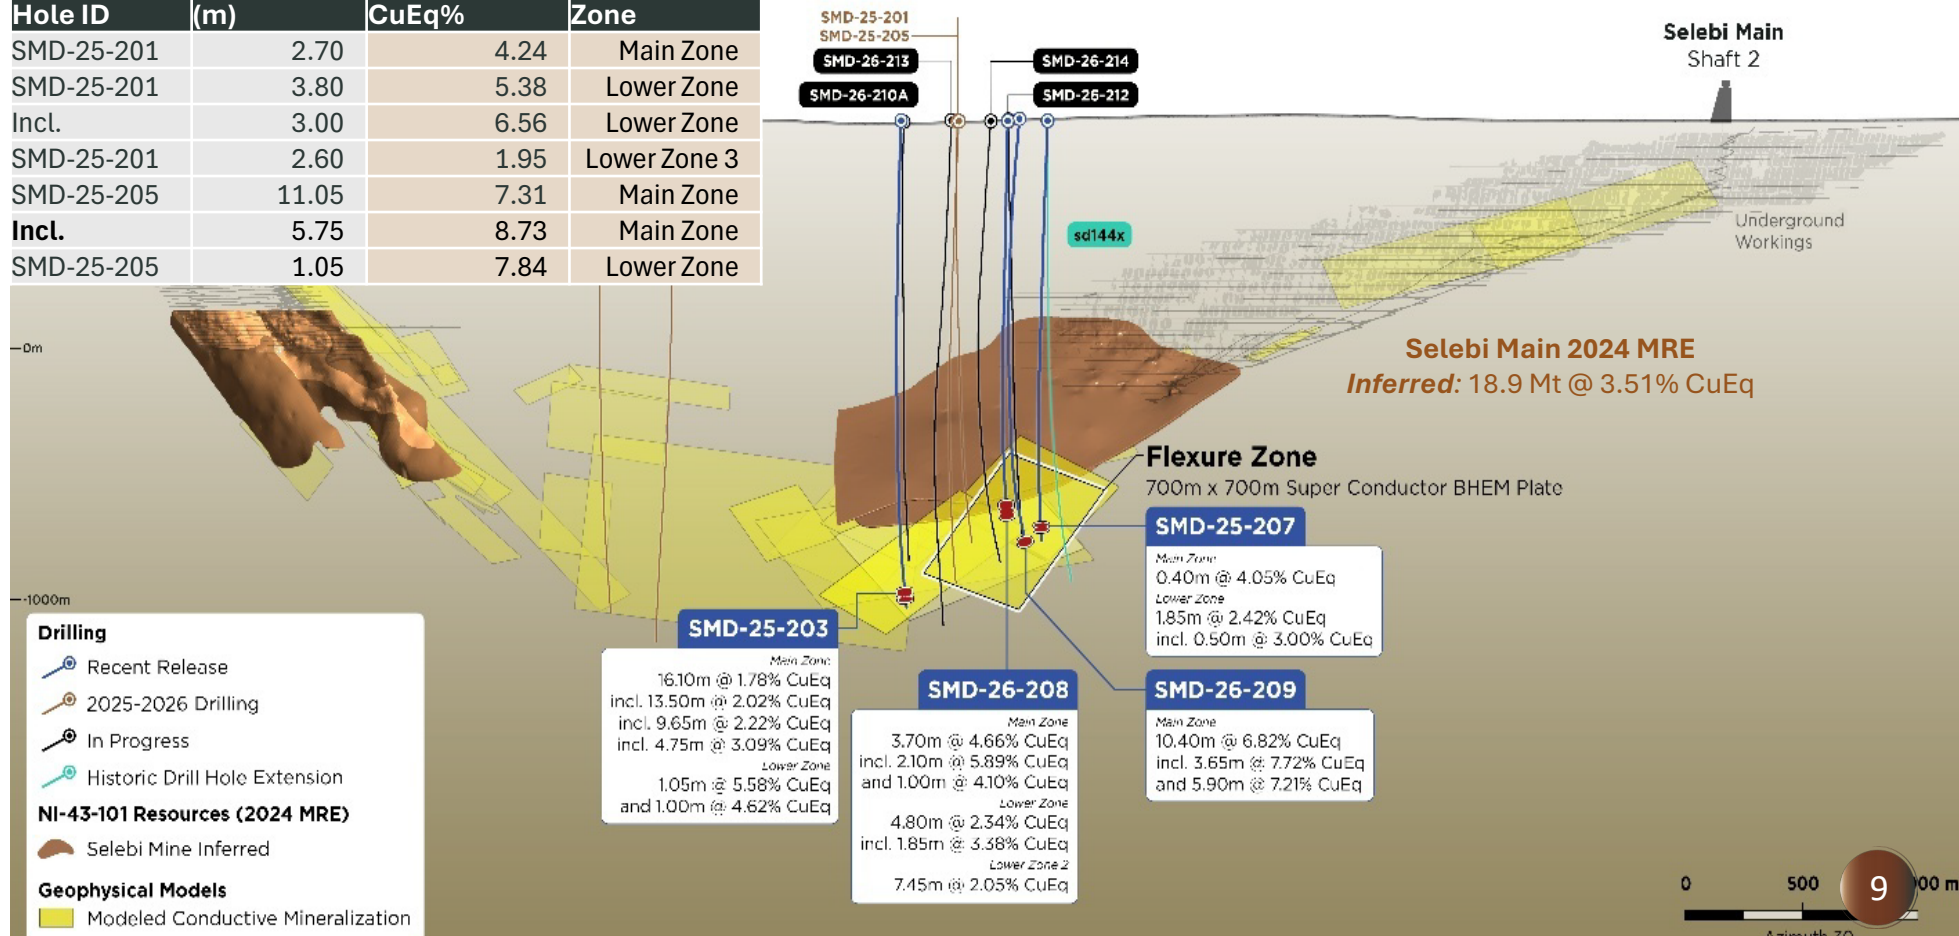 Hole ID (m) CuEq% Zone
SMD-25-201 2.70 4.24 Main Zone
SMD-25-201 3.80 5.38 Lower Zone
Incl. 3.00 6.56 Lower Zone
SMD-25-201 2.60 1.95 Lower Zone 3
SMD-25-205 11.05 7.31 Main Zone
Incl. 5.75 8.73 Main Zone
SMD-25-205 1.05 7.84 Lower Zone
SMD-25-201
SMD-25-205
SMD-26-213
SMD-26-214
SMD-26-210A
SMD-26-212
Selebi Main
Shaft 2
sd144x
Underground
Workings
0m
Selebi Main 2024 MRE
Inferred: 18.9 Mt @ 3.51% CuEq
Flexure Zone
700m x 700m Super Conductor BHEM Plate
SMD-25-207
Main Zone
0.40m @ 4.05% CuEq
Lower Zone
1.85m @ 2.42% CuEq
incl. 0.50m @ 3.00% CuEq
-1000m
SMD-25-203
Main Zone
16.10m @ 1.78% CuEq
incl. 13.50m @ 2.02% CuEq
incl. 9.65m @ 2.22% CuEq
incl. 4.75m @ 3.09% CuEq
Lower Zone
1.05m @ 5.58% CuEq
and 1.00m @ 4.62% CuEq
SMD-26-208
Main Zone
3.70m @ 4.66% CuEq
incl. 2.10m @ 5.89% CuEq
and 1.00m @ 4.10% CuEq
Lower Zone
4.80m @ 2.34% CuEq
incl. 1.85m @ 3.38% CuEq
Lower Zone 2
7.45m @ 2.05% CuEq
SMD-26-209
Main Zone
10.40m @ 6.82% CuEq
incl. 3.65m @ 7.72% CuEq
and 5.90m @ 7.21% CuEq
Drilling
Recent Release
2025-2026 Drilling
In Progress
Historic Drill Hole Extension
NI-43-101 Resources (2024 MRE)
Selebi Mine Inferred
Geophysical Models
Modeled Conductive Mineralization
0 500 00 m
9